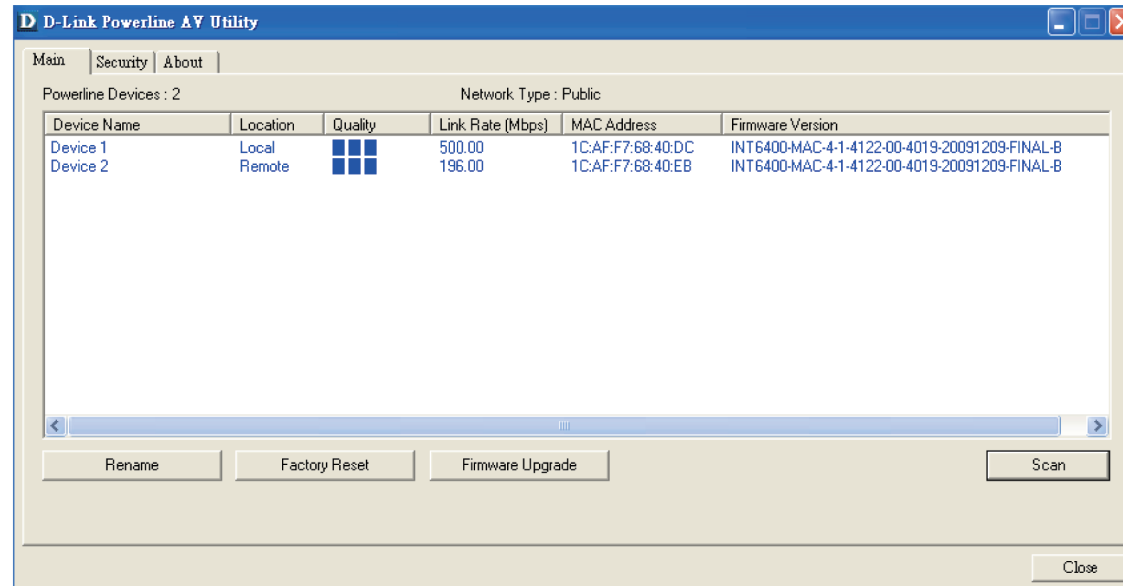 D-Link Powerline AV Utility
Main Security About
Powerline Devices : 2 Network Type : Public
Device Name Location Quality Link Rate (Mbps) MAC Address Firmware Version
Device 1 Local 500.00 1C:AF:F7:68:40:DC INT6400-MAC-4-1-4122-00-4019-20091209-FINAL-B
Device 2 Remote 196.00 1C:AF:F7:68:40:EB INT6400-MAC-4-1-4122-00-4019-20091209-FINAL-B
Rename Factory Reset Firmware Upgrade Scan
Close